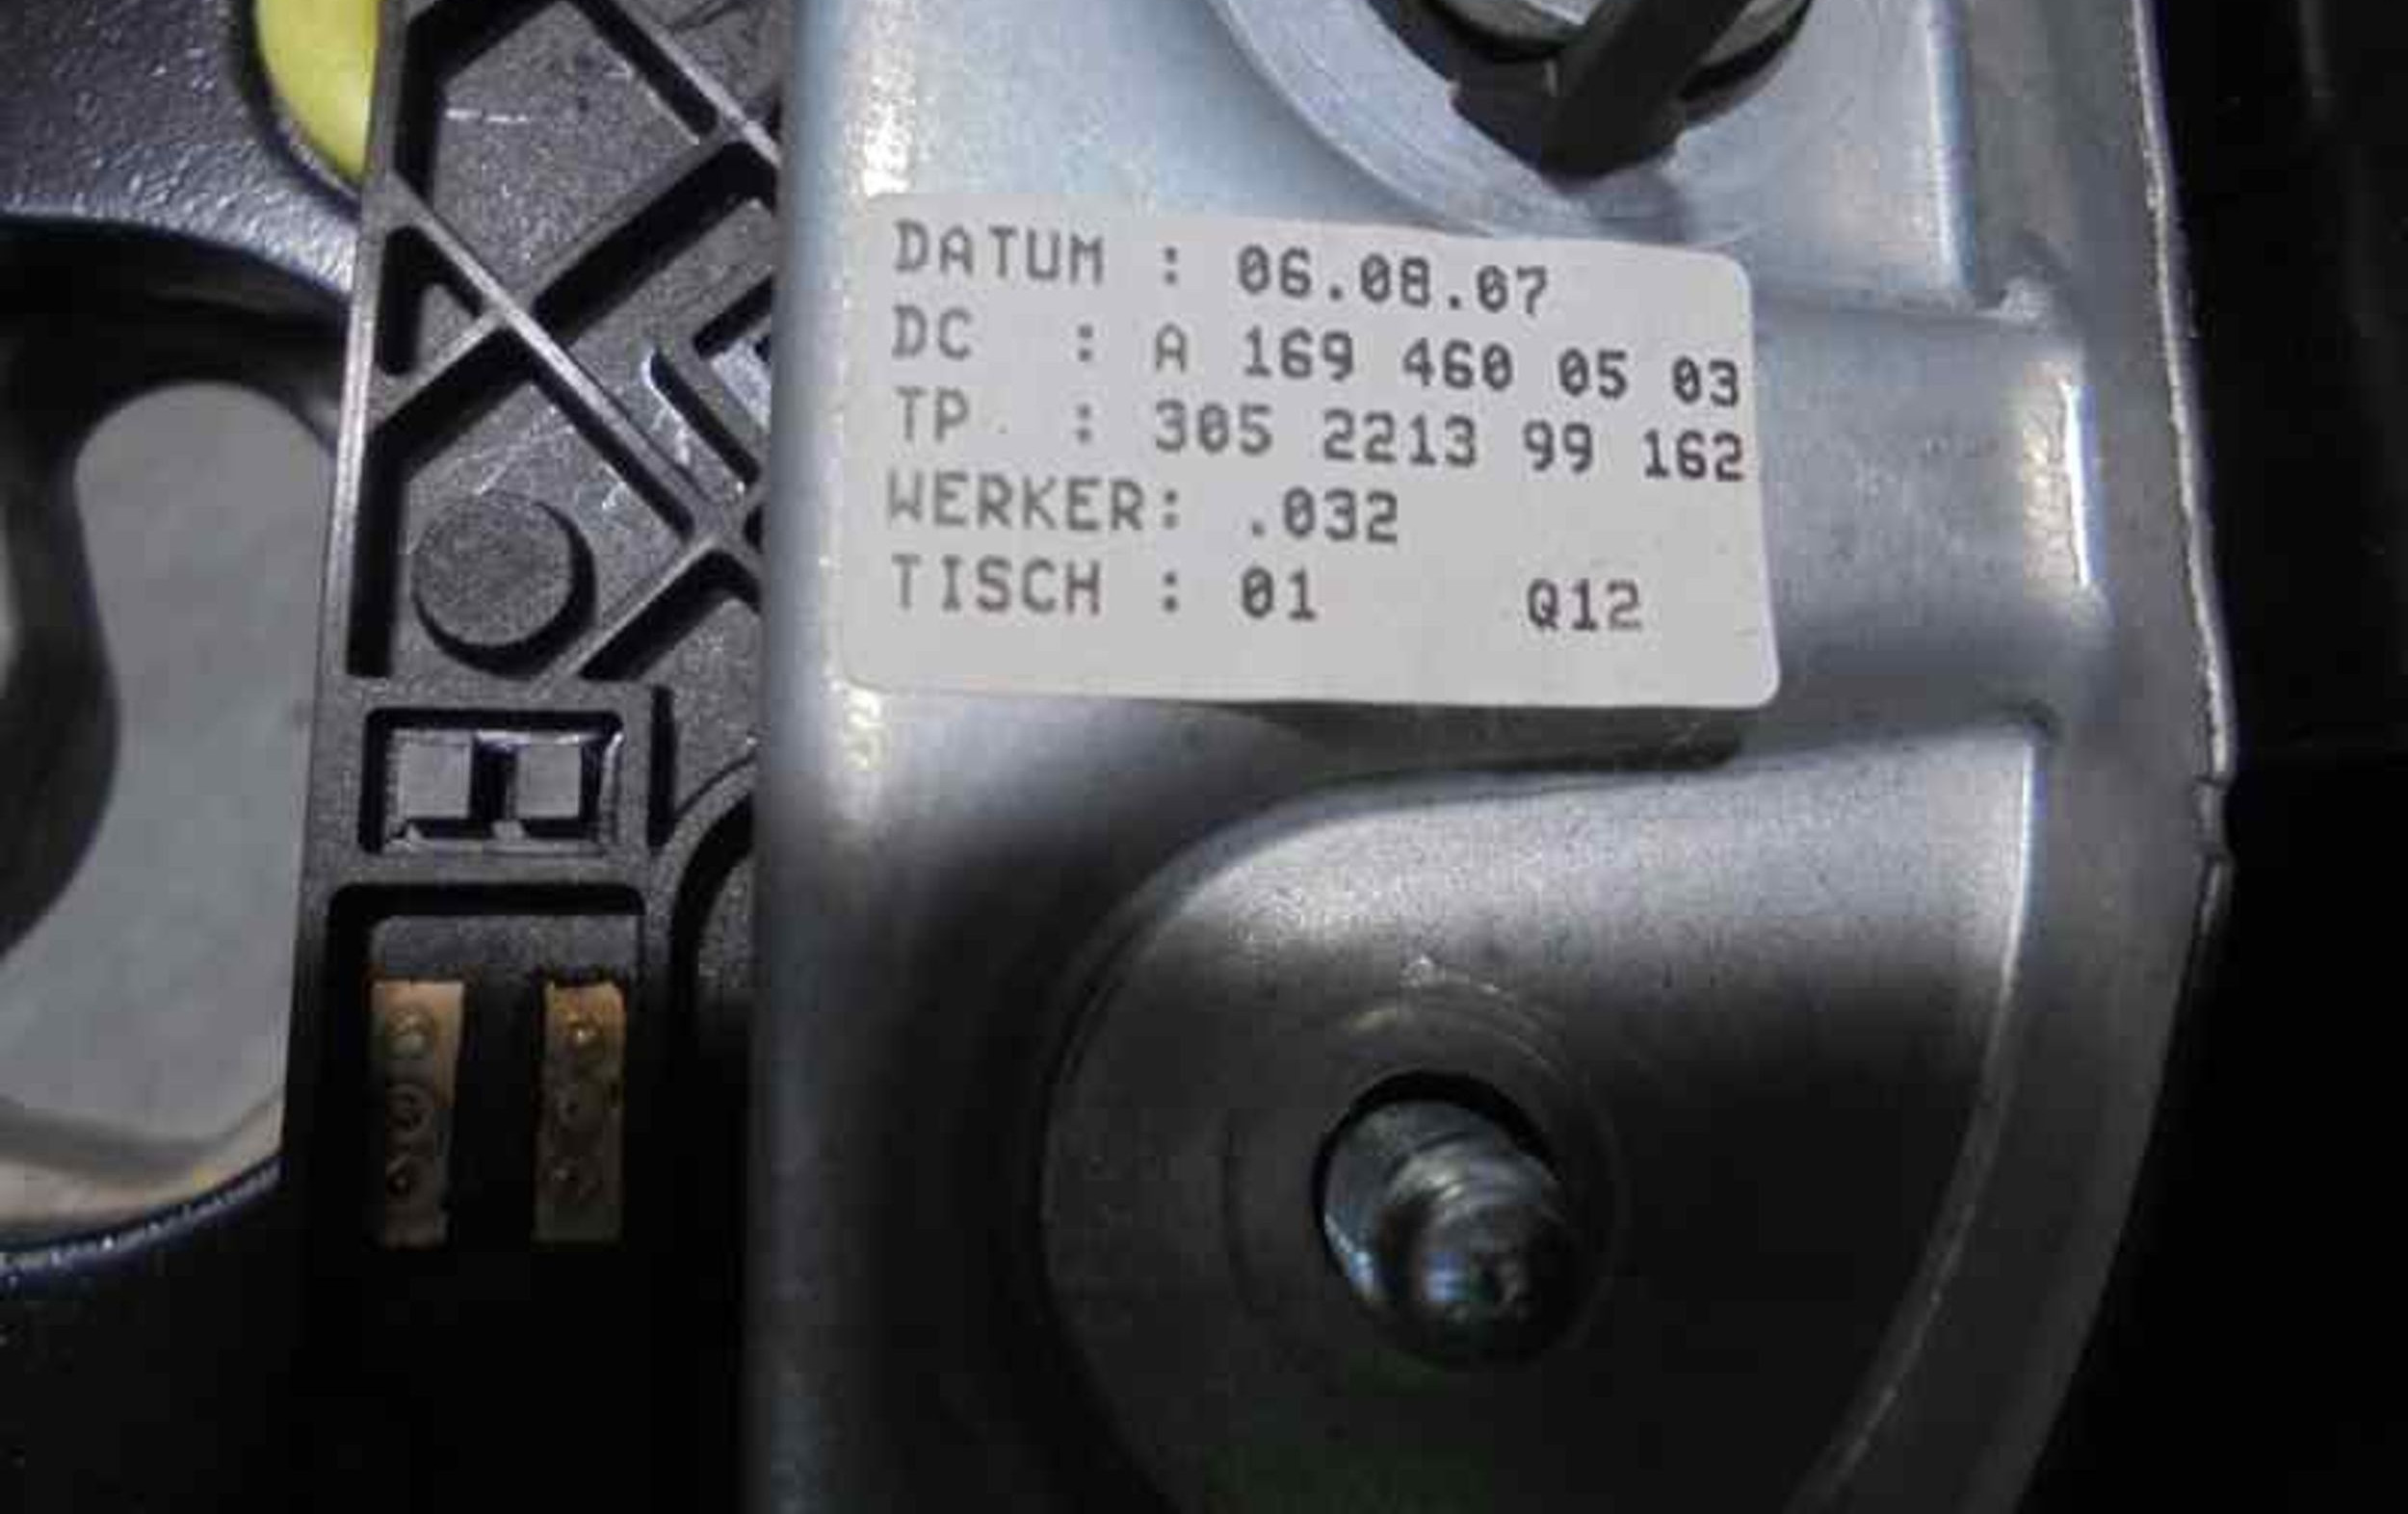 DATUM : 06.08.07
DC : A 169 460 05 03
TP : 305 2213 99 162
WERKER: .032
TISCH : 01 Q12